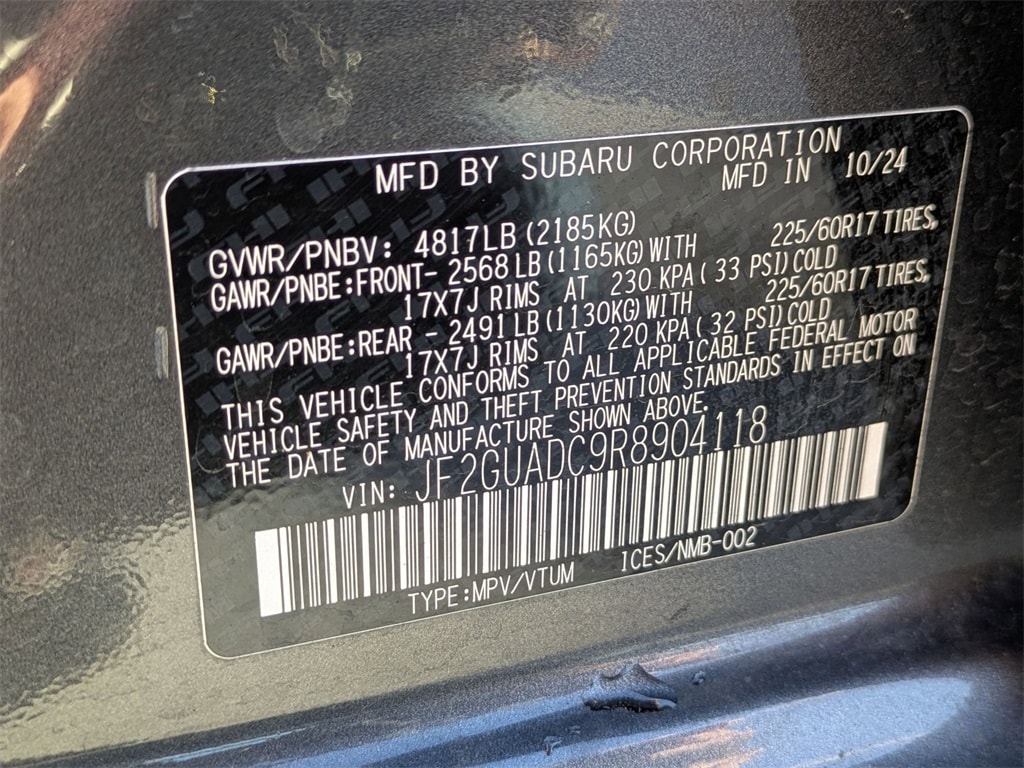 MFD BY SUBARU CORPORATION
MFD IN 10/24
GVWR/PNBV: 4817LB (2185KG)
GAWR/PNBE:FRONT- 2568 LB (1165KG) WITH 225/60R17 TIRES,
17X7J RIMS AT 230 KPA ( 33 PSI) COLD
GAWR/PNBE:REAR - 2491 LB (1130KG) WITH 225/60R17 TIRES,
17X7J RIMS AT 220 KPA ( 32 PSI) COLD
THIS VEHICLE CONFORMS TO ALL APPLICABLE FEDERAL MOTOR
VEHICLE SAFETY AND THEFT PREVENTION STANDARDS IN EFFECT ON
THE DATE OF MANUFACTURE SHOWN ABOVE.
VIN: JF2GUADC9R8904118
TYPE:MPV/VTUM ICES/NMB-002